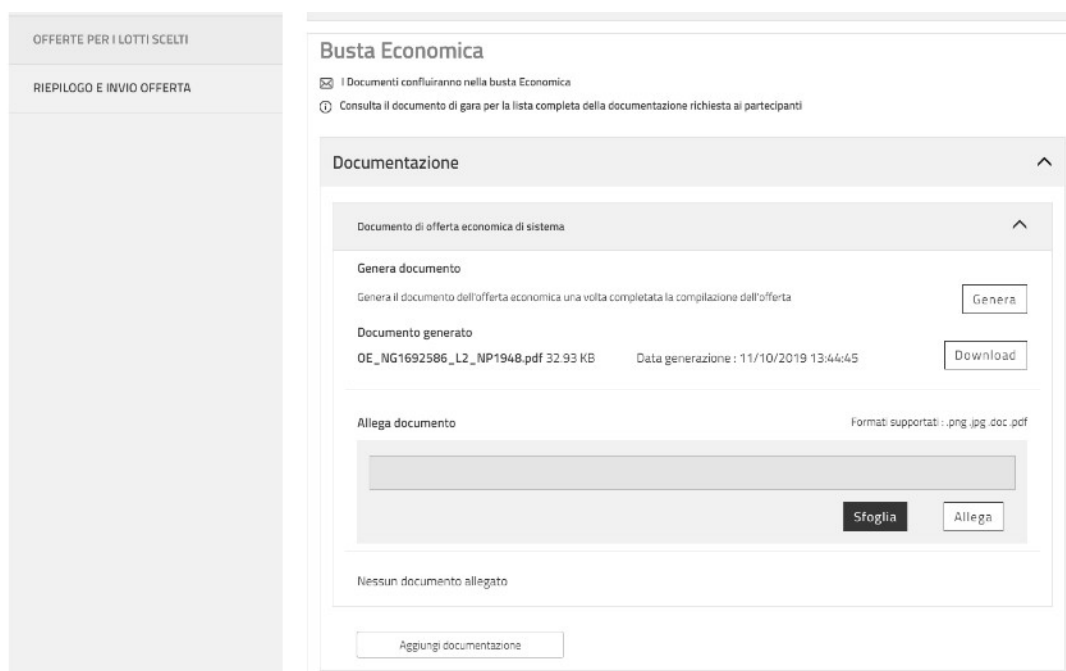 OFFERTE PER I LOTTI SCELTI
RIEPILOGO E INVIO OFFERTA
Busta Economica
I Documenti confluiranno nella busta Economica
Consulta il documento di gara per la lista completa della documentazione richiesta ai partecipanti
Documentazione
Documento di offerta economica di sistema
Genera documento
Genera il documento dell'offerta economica una volta completata la compilazione dell'offerta
Genera
Documento generato
OE_NG1692586_L2_NP1948.pdf 32.93 KB Data generazione : 11/10/2019 13:44:45
Download
Allega documento Formati supportati : .png .jpg .doc .pdf
Sfoglia Allega
Nessun documento allegato
Aggiungi documentazione